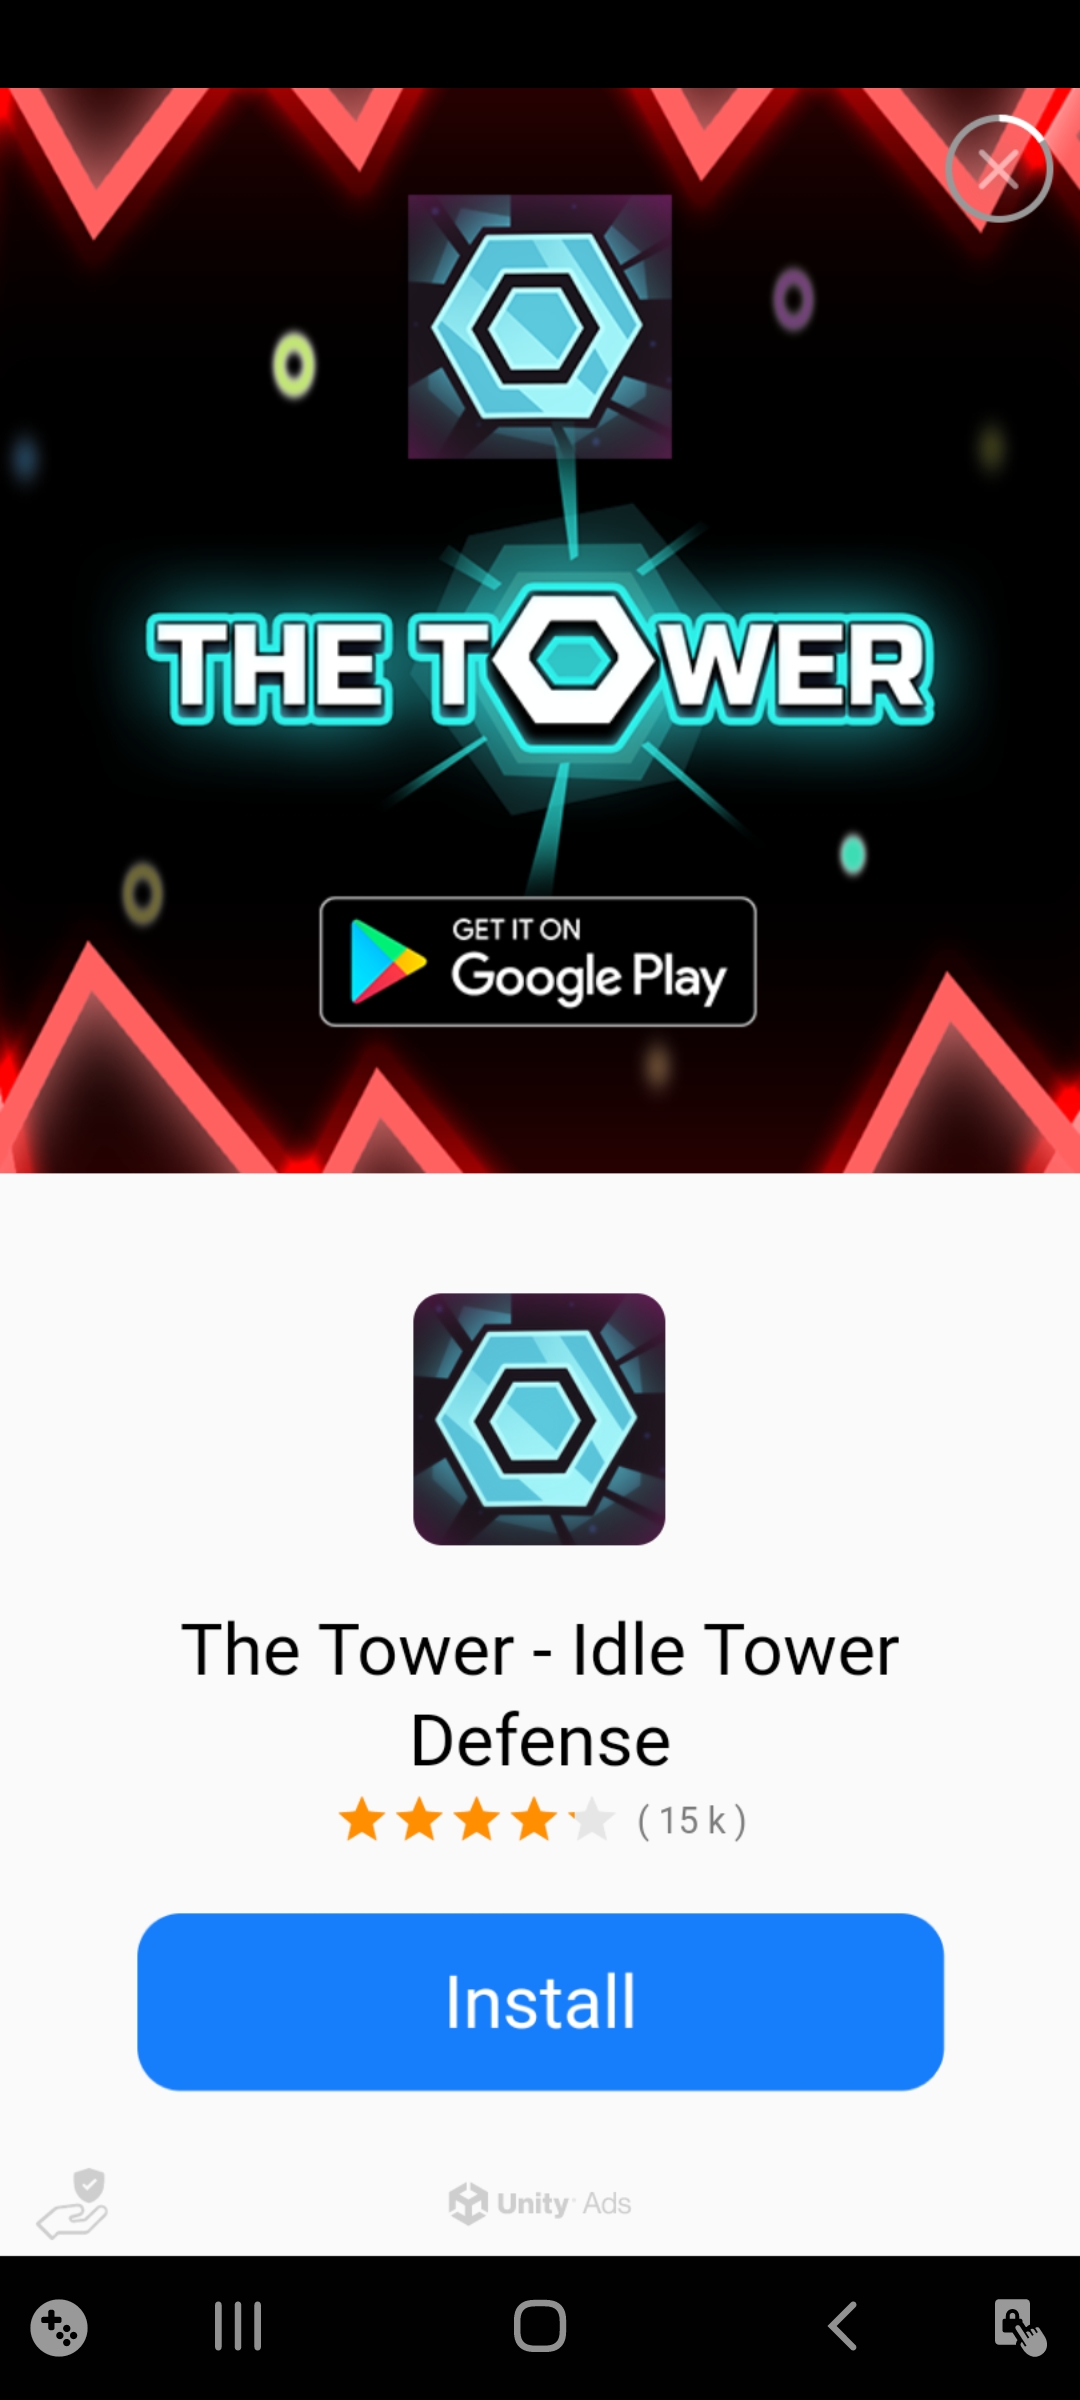 THE TOWER
GET IT ON
Google Play
The Tower - Idle Tower
Defense
( 15 k )
Install
Unity Ads